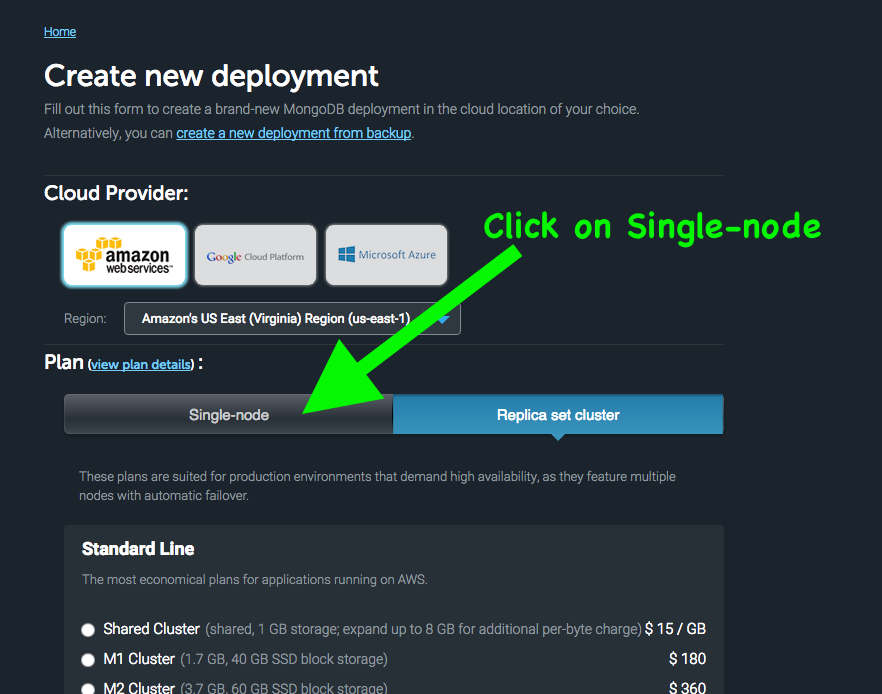 Home
Create new deployment
Fill out this form to create a brand-new MongoDB deployment in the cloud location of your choice.
Alternatively, you can create a new deployment from backup.
Cloud Provider:
Click on Single-node
amazon
webservices™
Google Cloud Platform
Microsoft Azure
Region: Amazon's US East (Virginia) Region (us-east-1)
Plan (view plan details) :
Single-node Replica set cluster
These plans are suited for production environments that demand high availability, as they feature multiple
nodes with automatic failover.
Standard Line
The most economical plans for applications running on AWS.
Shared Cluster (shared, 1 GB storage; expand up to 8 GB for additional per-byte charge) $ 15 / GB
M1 Cluster (1.7 GB, 40 GB SSD block storage) $ 180
M2 Cluster (3.7 GB, 60 GB SSD block storage) $ 360